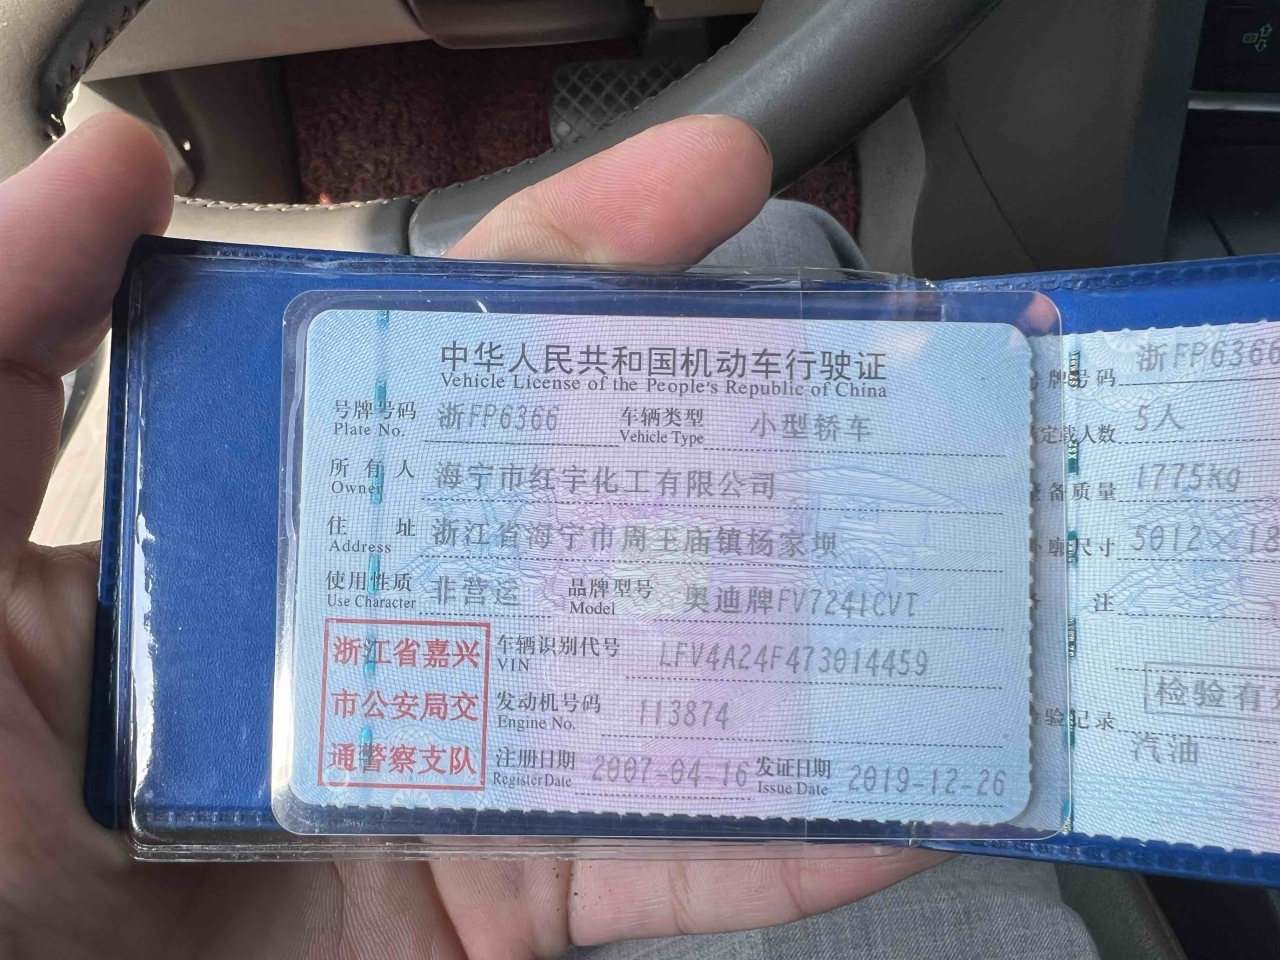 中华人民共和国机动车行驶证
Vehicle License of the People's Republic of China
号牌号码 浙FP6366 车辆类型 小型轿车
Plate No. Vehicle Type
所有人 海宁市红宇化工有限公司
Owner
住址 浙江省海宁市周王庙镇杨家坝
Address
使用性质 非营运 品牌型号 奥迪牌FV7241CVT
Use Character Model
浙江省嘉兴
市公安局交
通警察支队
车辆识别代号 LFV4A24F473014459
VIN
发动机号码 113874
Engine No.
注册日期 2007-04-16 发证日期 2019-12-26
Register Date Issue Date
号牌号码 浙FP6366
定载人数 5人
备质量 1775kg
廓尺寸 5012×18
注
检验有
验记录
汽油